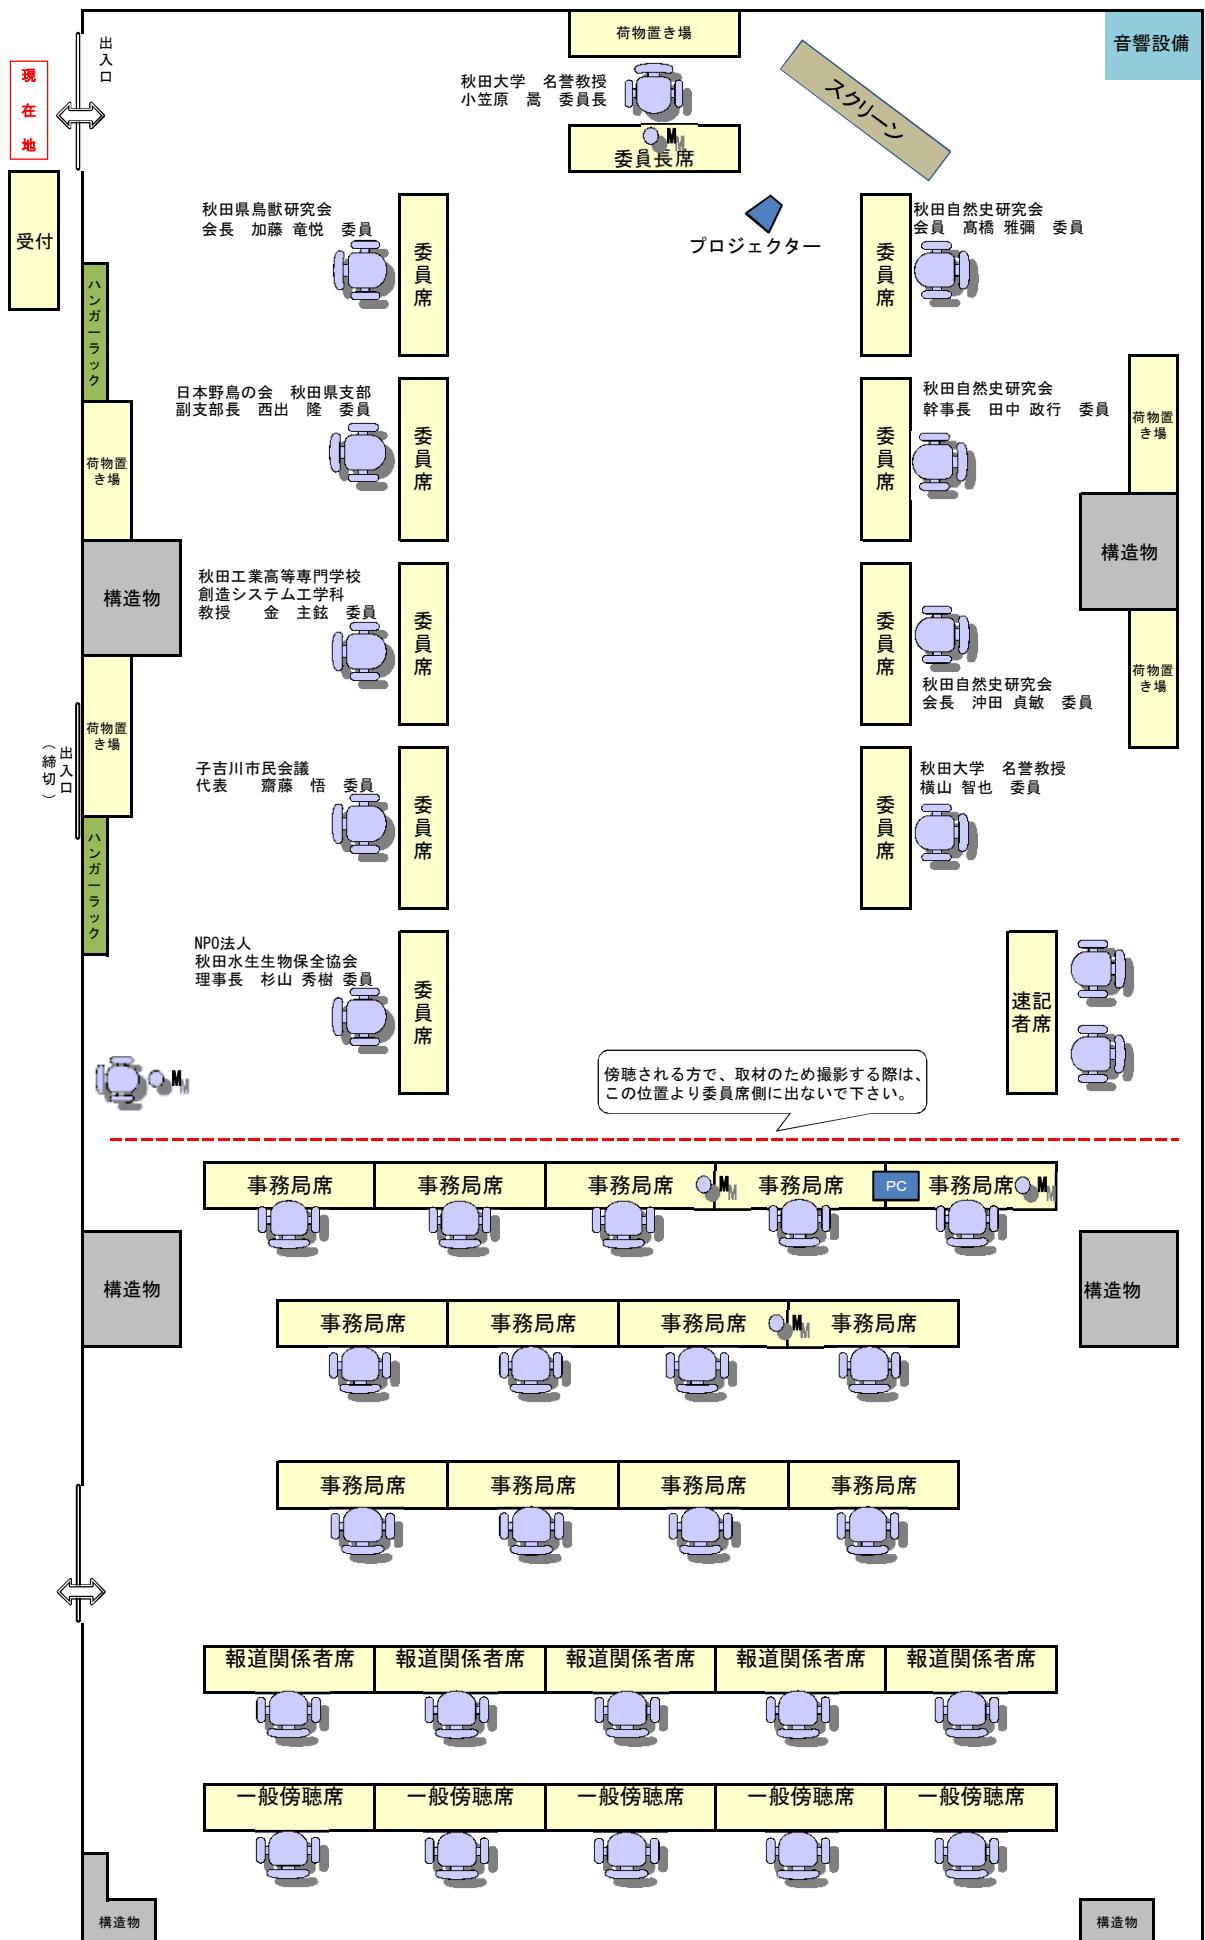 出入口
荷物置き場
音響設備
現在地
秋田大学　名誉教授
小笠原　暠　委員長
スクリーン
M
委員長席
受付
秋田県鳥獣研究会
会長　加藤 竜悦　委員
委員席
プロジェクター
委員席
秋田自然史研究会
会員　髙橋 雅彌　委員
ハンガーラック
日本野鳥の会　秋田県支部
副支部長　西出　隆　委員
委員席
委員席
秋田自然史研究会
幹事長　田中 政行　委員
荷物置
き場
荷物置
き場
構造物
構造物
秋田工業高等専門学校
創造システム工学科
教授　　金　主鉉　委員
委員席
委員席
秋田自然史研究会
会長　沖田 貞敏　委員
荷物置
き場
荷物置
き場
出入口
（締切）
子吉川市民会議
代表　　齋藤　悟　委員
委員席
委員席
秋田大学　名誉教授
横山 智也　委員
ハンガーラック
NPO法人
秋田水生生物保全協会
理事長　杉山 秀樹 委員
委員席
速記
者席
M
傍聴される方で、取材のため撮影する際は、
この位置より委員席側に出ないで下さい。
事務局席 事務局席 事務局席 M 事務局席 PC 事務局席 M
構造物
構造物
事務局席 事務局席 事務局席 M 事務局席
事務局席 事務局席 事務局席 事務局席
報道関係者席 報道関係者席 報道関係者席 報道関係者席 報道関係者席
一般傍聴席 一般傍聴席 一般傍聴席 一般傍聴席 一般傍聴席
構造物
構造物